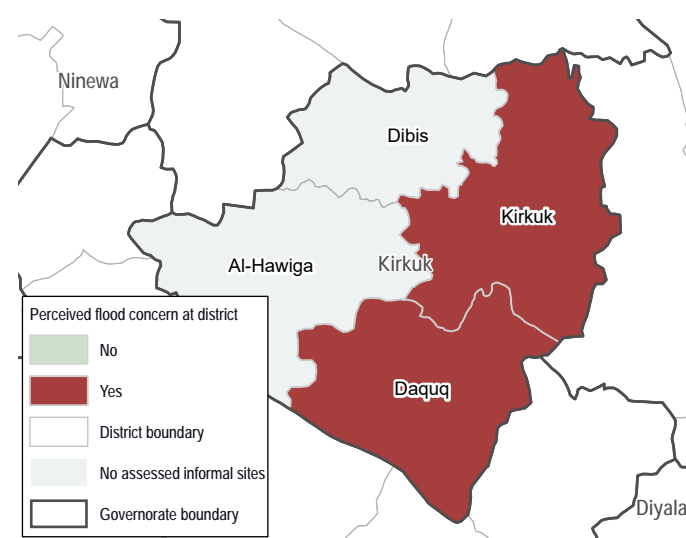 Ninewa
Dibis
Kirkuk
Al-Hawiga
Kirkuk
Daquq
Diyala
Perceived flood concern at district
No
Yes
District boundary
No assessed informal sites
Governorate boundary